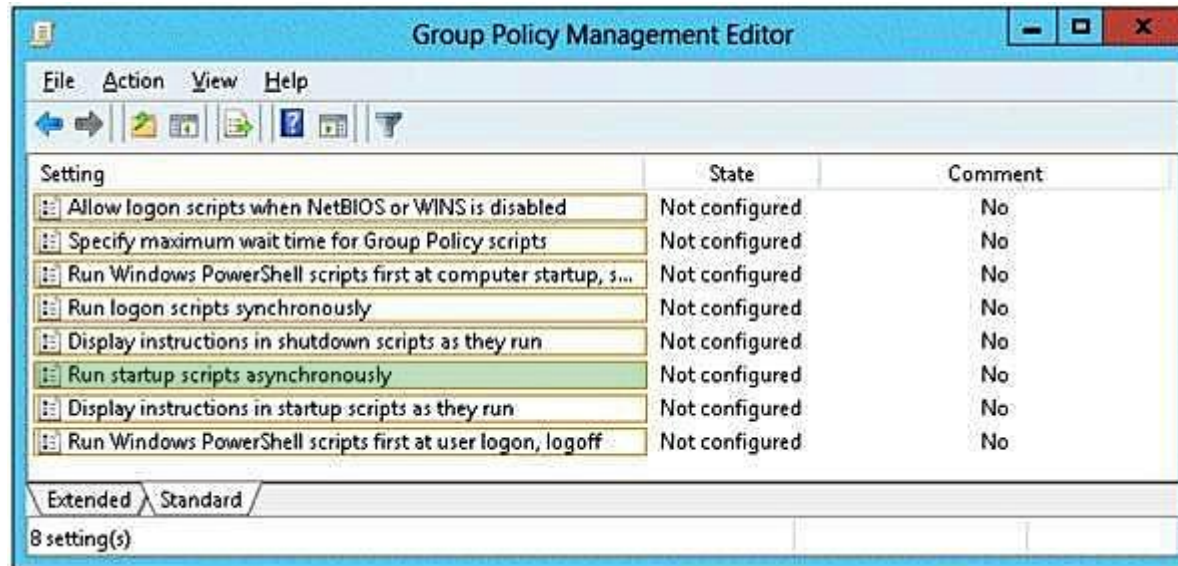 Group Policy Management Editor
File Action View Help
Setting State Comment
Allow logon scripts when NetBIOS or WINS is disabled Not configured No
Specify maximum wait time for Group Policy scripts Not configured No
Run Windows PowerShell scripts first at computer startup, s... Not configured No
Run logon scripts synchronously Not configured No
Display instructions in shutdown scripts as they run Not configured No
Run startup scripts asynchronously Not configured No
Display instructions in startup scripts as they run Not configured No
Run Windows PowerShell scripts first at user logon, logoff Not configured No
Extended Standard
8 setting(s)